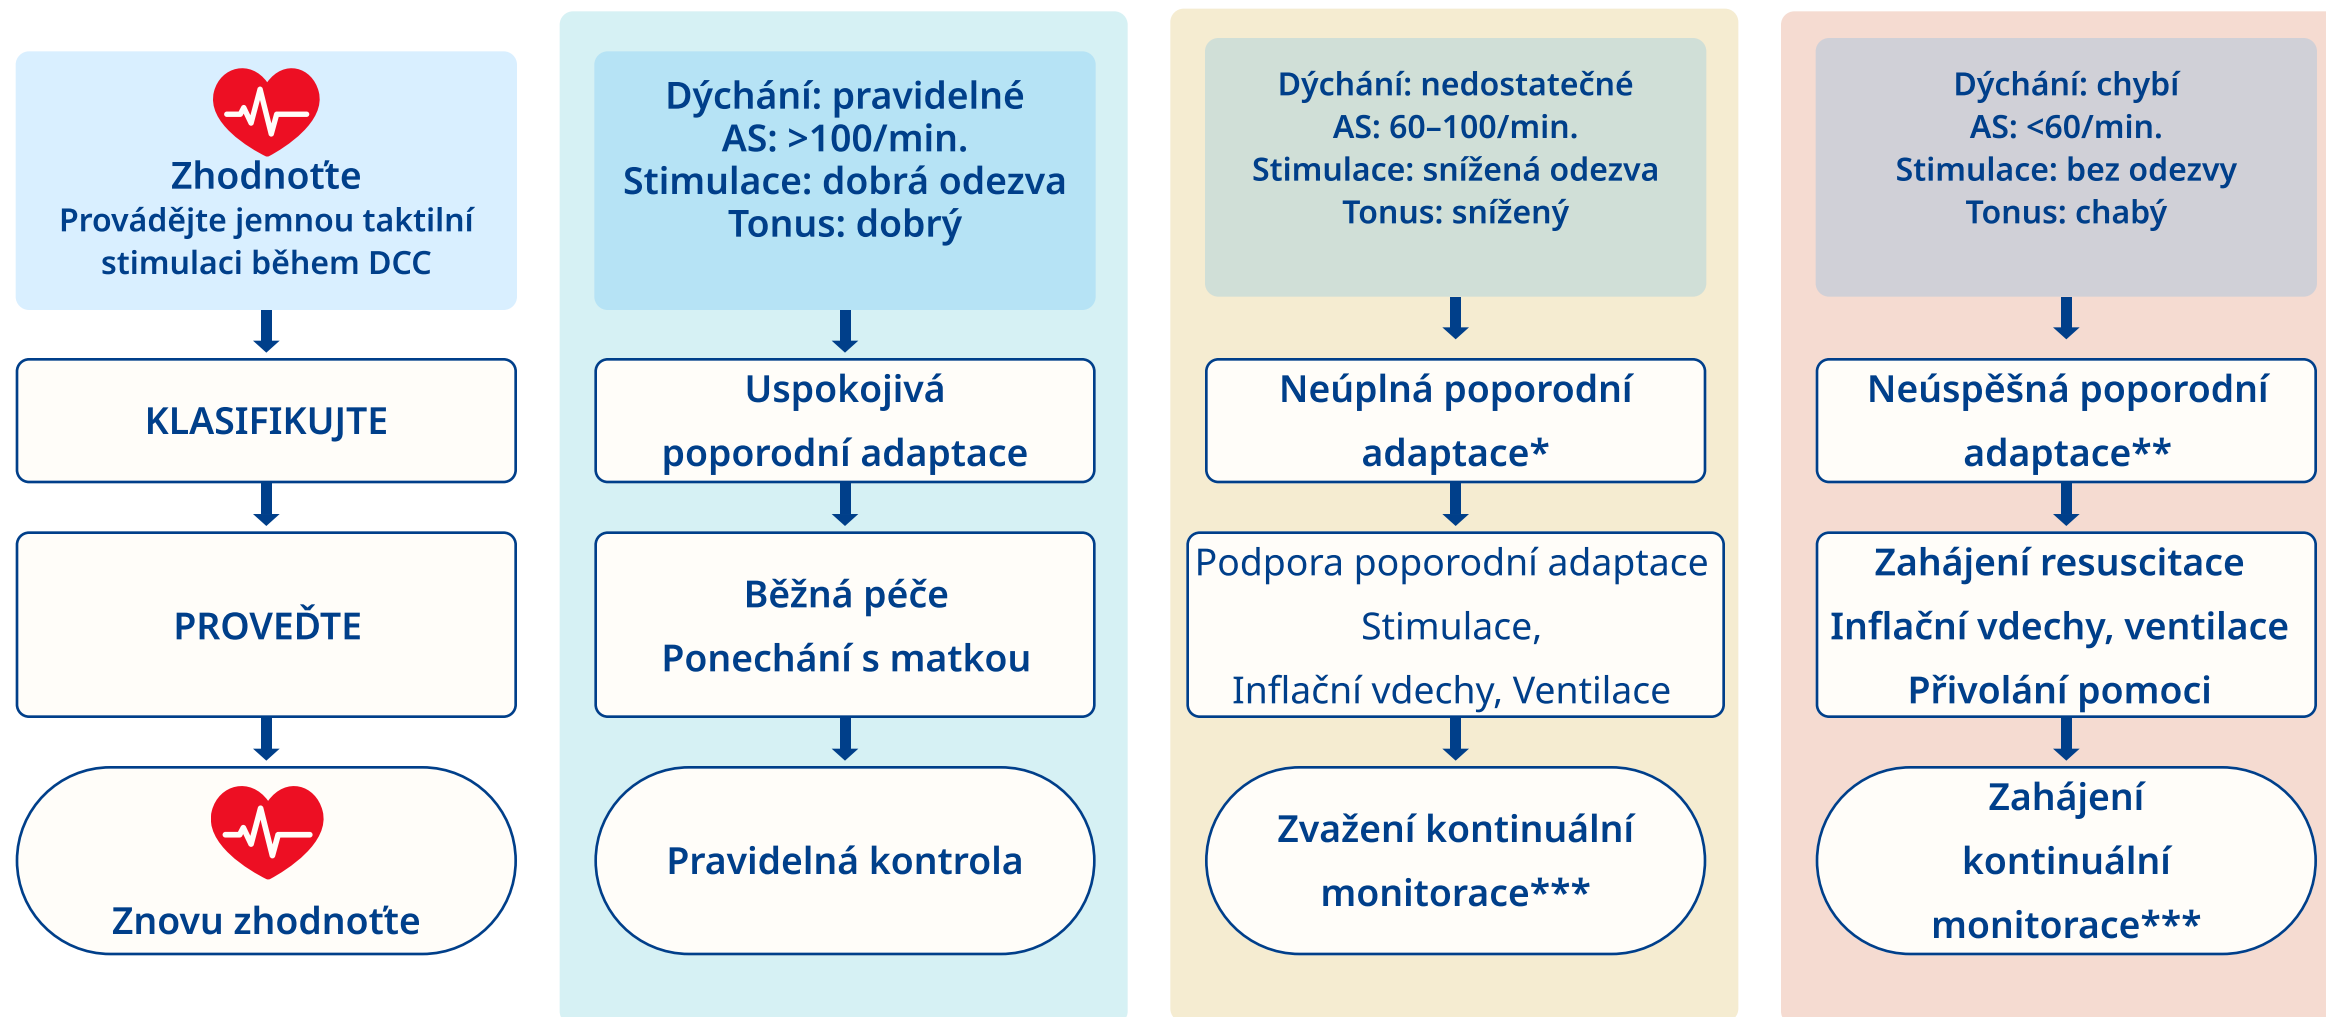 Zhodnoťte
Provádějte jemnou taktilní
stimulaci během DCC
KLASIFIKUJTE
PROVEĎTE
Znovu zhodnoťte
Dýchání: pravidelné
AS: >100/min.
Stimulace: dobrá odezva
Tonus: dobrý
Uspokojivá
poporodní adaptace
Běžná péče
Ponechání s matkou
Pravidelná kontrola
Dýchání: nedostatečné
AS: 60–100/min.
Stimulace: snížená odezva
Tonus: snížený
Neúplná poporodní
adaptace*
Podpora poporodní adaptace
Stimulace,
Inflační vdechy, Ventilace
Zvažení kontinuální
monitorace***
Dýchání: chybí
AS: <60/min.
Stimulace: bez odezvy
Tonus: chabý
Neúspěšná poporodní
adaptace**
Zahájení resuscitace
Inflační vdechy, ventilace
Přivolání pomoci
Zahájení
kontinuální
monitorace***